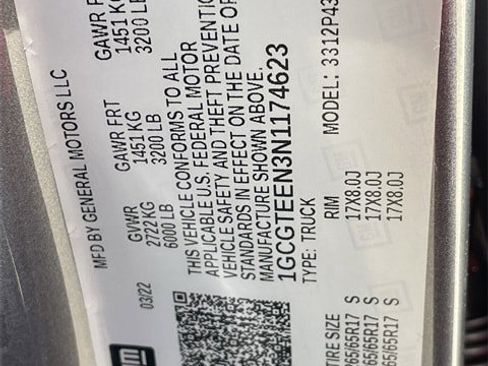 MFD BY GENERAL MOTORS LLC
03/22
GVWR GAWR FRT GAWR
2722 KG 1451 KG 1451 KG
6000 LB 3200 LB 3200 LB
THIS VEHICLE CONFORMS TO ALL
APPLICABLE U.S. FEDERAL MOTOR
VEHICLE SAFETY AND THEFT
STANDARDS IN EFFECT ON THE DATE OF
MANUFACTURE SHOWN ABOVE.
1GCGTEEN3N1174623
TYPE: TRUCK MODEL: 3312P43
TIRE SIZE RIM
65/65R17 S 17X8.0J
65/65R17 S 17X8.0J
65/65R17 S 17X8.0J